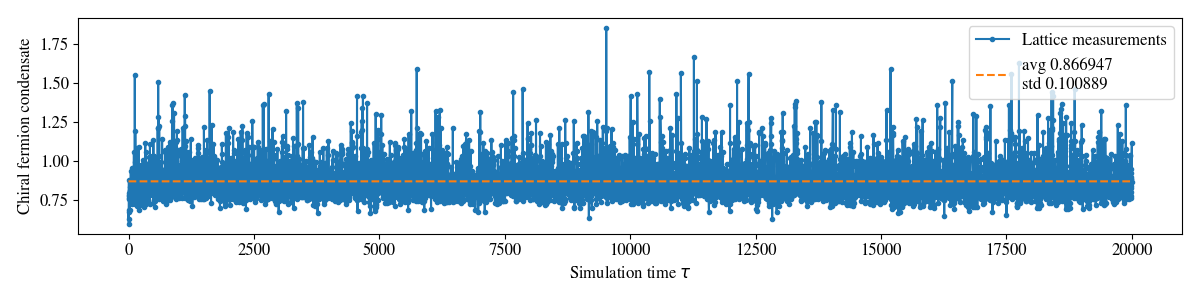 Chiral fermion condensate
1.75
1.50
1.25
1.00
0.75
Lattice measurements
avg 0.866947
std 0.100889
0
2500
5000
7500
10000
12500
15000
17500
20000
Simulation time τ